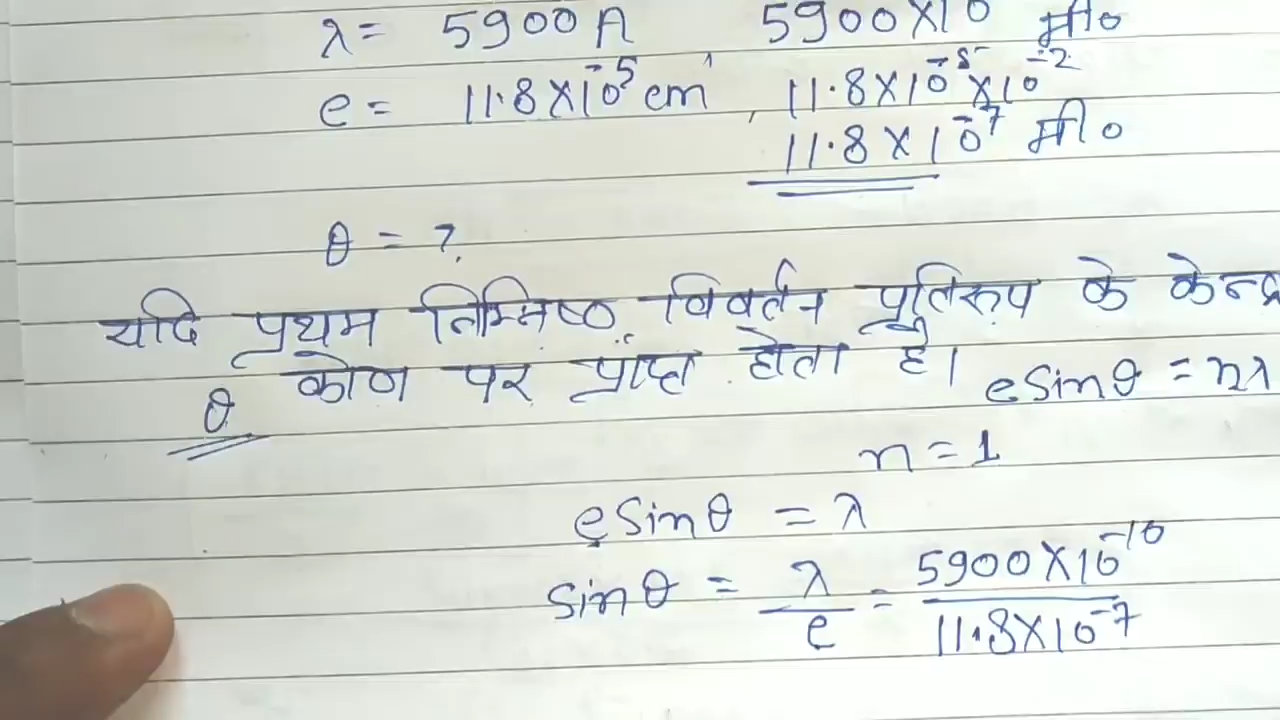 λ = 5900 A 5900×10 मी०
e = 11.8×10⁻⁵ cm, 11.8×10⁻⁵×10⁻²
11.8×10⁻⁷ मी०
θ = ?
यदि प्रथम निम्निष्ठ विवर्तन प्रतिरुप के केन्द्र
θ कोण पर प्राप्त होता है। e sinθ = nλ
n = 1
e sinθ = λ
sinθ = λ/e = 5900×10⁻¹⁰/11.8×10⁻⁷